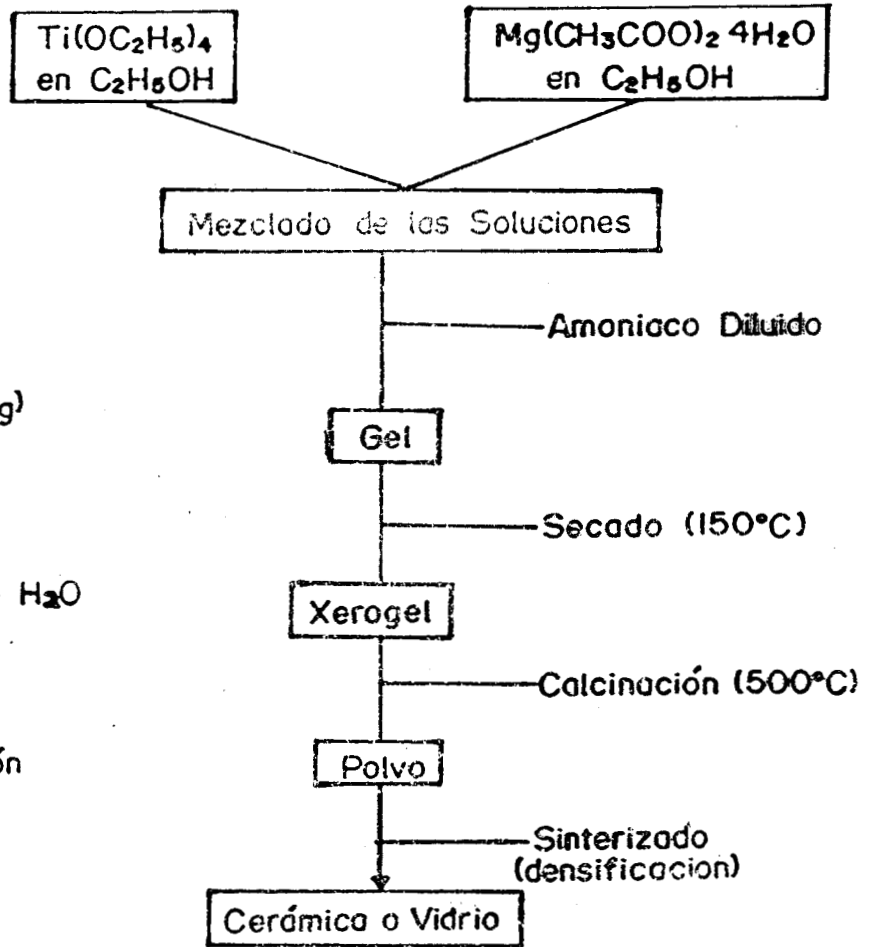 Ti(OC₂H₅)₄
en C₂H₅OH
Mg(CH₃COO)₂ 4H₂O
en C₂H₅OH
Mezclado de las Soluciones
Amoniaco Diluido
g)
Gel
Secado (150°C)
H₂O
Xerogel
Calcinación (500°C)
ón
Polvo
Sinterizado
(densificacion)
Cerámica o Vidrio